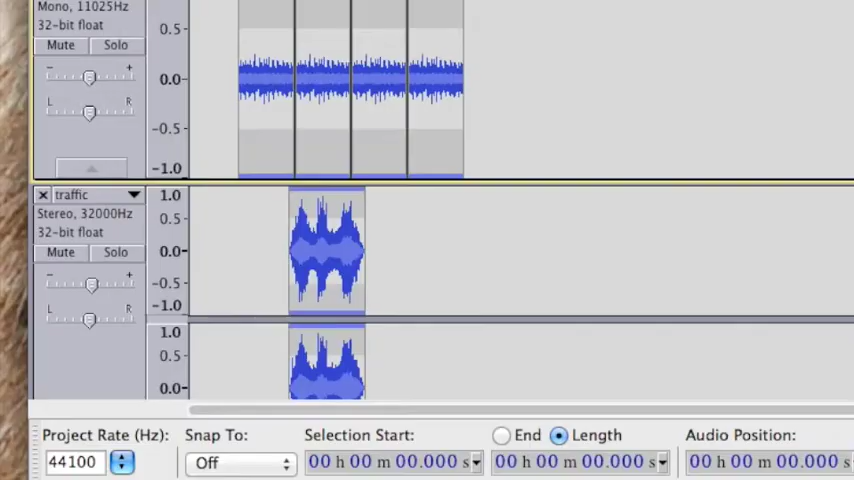 Mono, 11025Hz
32-bit float
Mute Solo
- +
L R
0.5
0.0
-0.5
-1.0
traffic
Stereo, 32000Hz
32-bit float
Mute Solo
- +
L R
1.0
0.5
0.0
-0.5
-1.0
1.0
0.5
0.0
Project Rate (Hz): Snap To: Selection Start: End Length Audio Position:
44100 Off 00 h 00 m 00.000 s 00 h 00 m 00.000 s 00 h 00 m 00.000 s